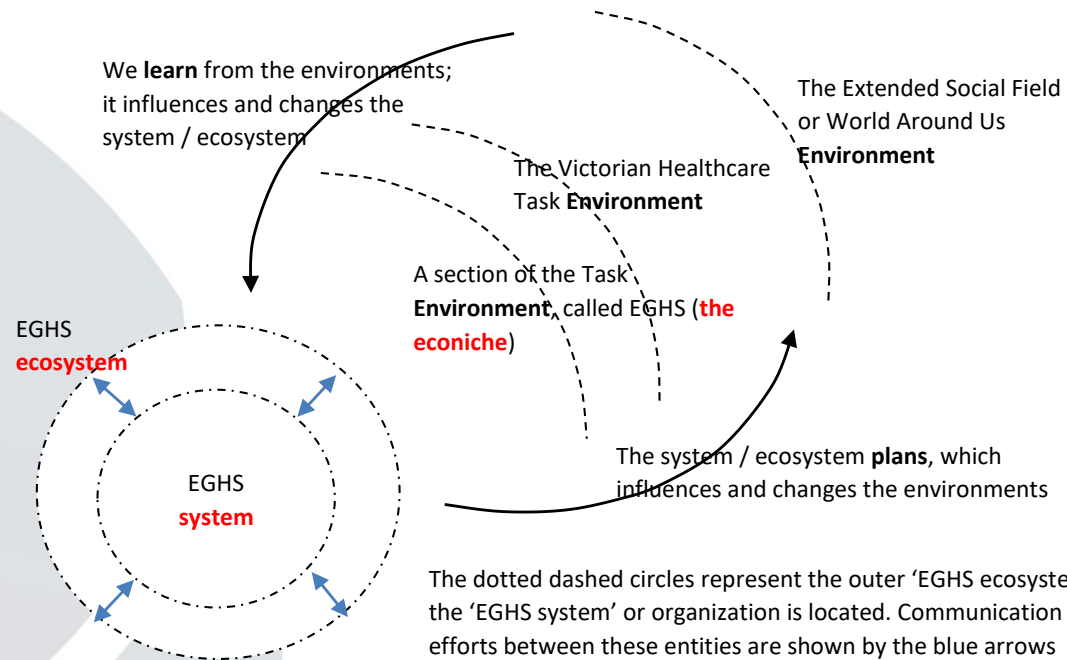 We learn from the environments;
it influences and changes the
system / ecosystem
The Extended Social Field
or World Around Us
Environment
The Victorian Healthcare
Task Environment
A section of the Task
Environment, called EGHS (the
econiche)
EGHS
ecosystem
EGHS
system
The system / ecosystem plans, which
influences and changes the environments
The dotted dashed circles represent the outer ‘EGHS ecosyste
the ‘EGHS system’ or organization is located. Communication
efforts between these entities are shown by the blue arrows